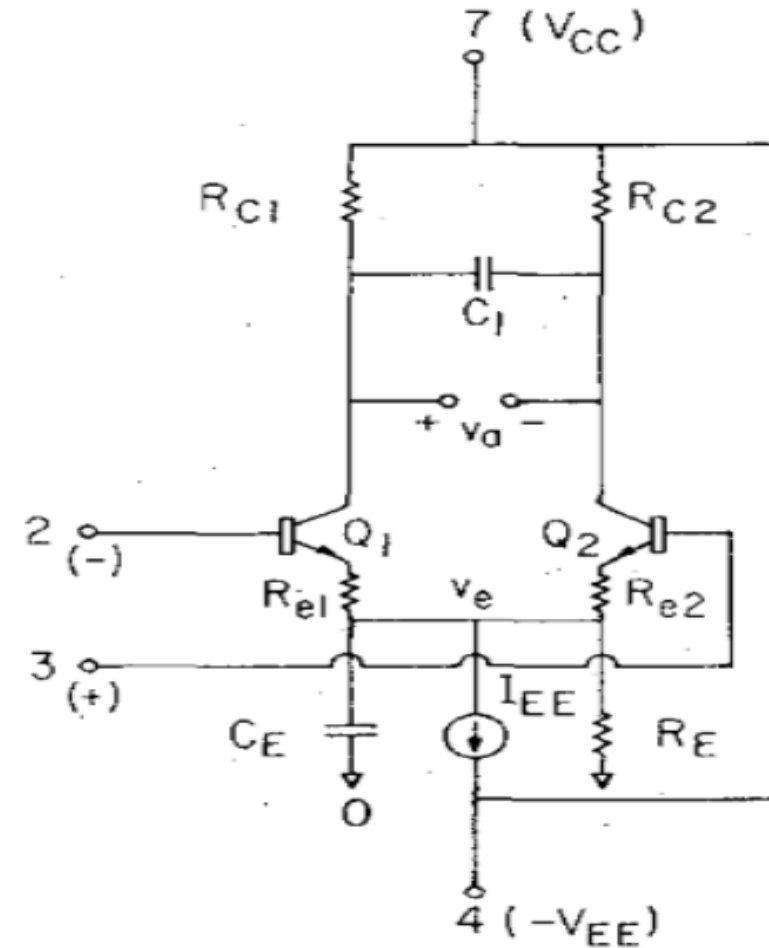 7 (VCC)
RC1
RC2
C1
+ va -
2
(-)
Q1
Q2
Re1
ve
Re2
3
(+)
IEE
CE
RE
0
4 (-VEE)